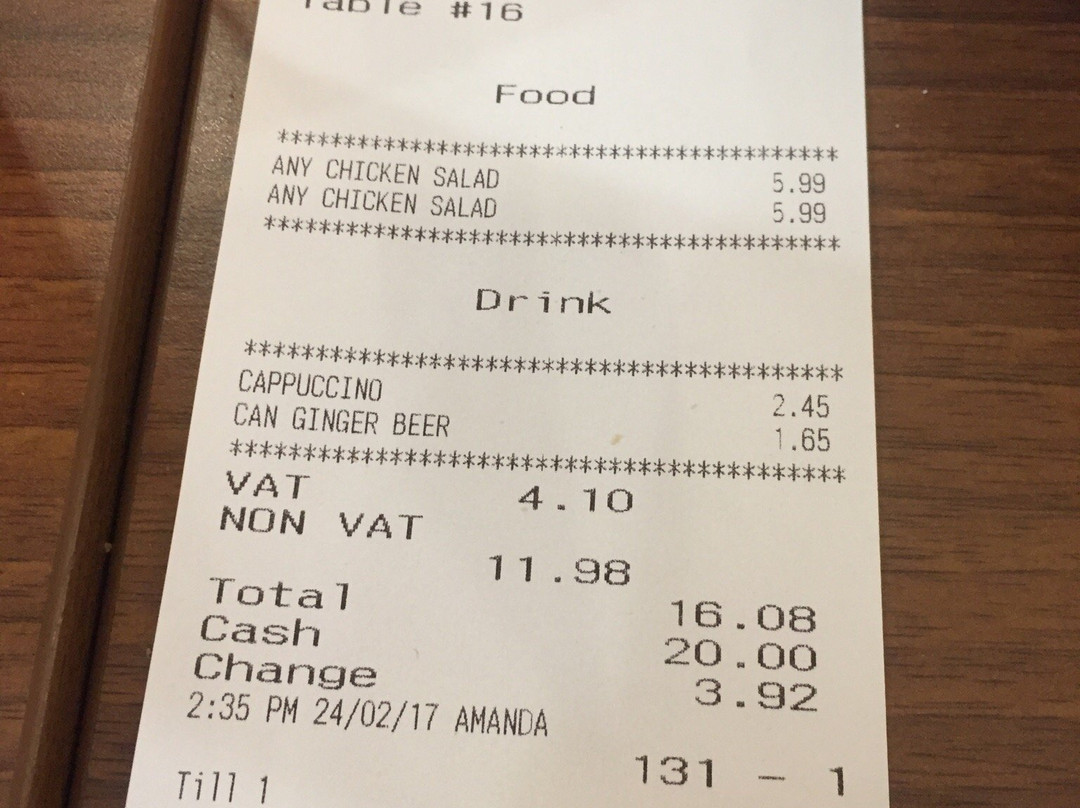 Table #16
Food
****************************************
ANY CHICKEN SALAD 5.99
ANY CHICKEN SALAD 5.99
****************************************
Drink
****************************************
CAPPUCCINO 2.45
CAN GINGER BEER 1.65
****************************************
VAT 4.10
NON VAT
11.98
Total 16.08
Cash 20.00
Change 3.92
2:35 PM 24/02/17 AMANDA
Till 1 131 - 1